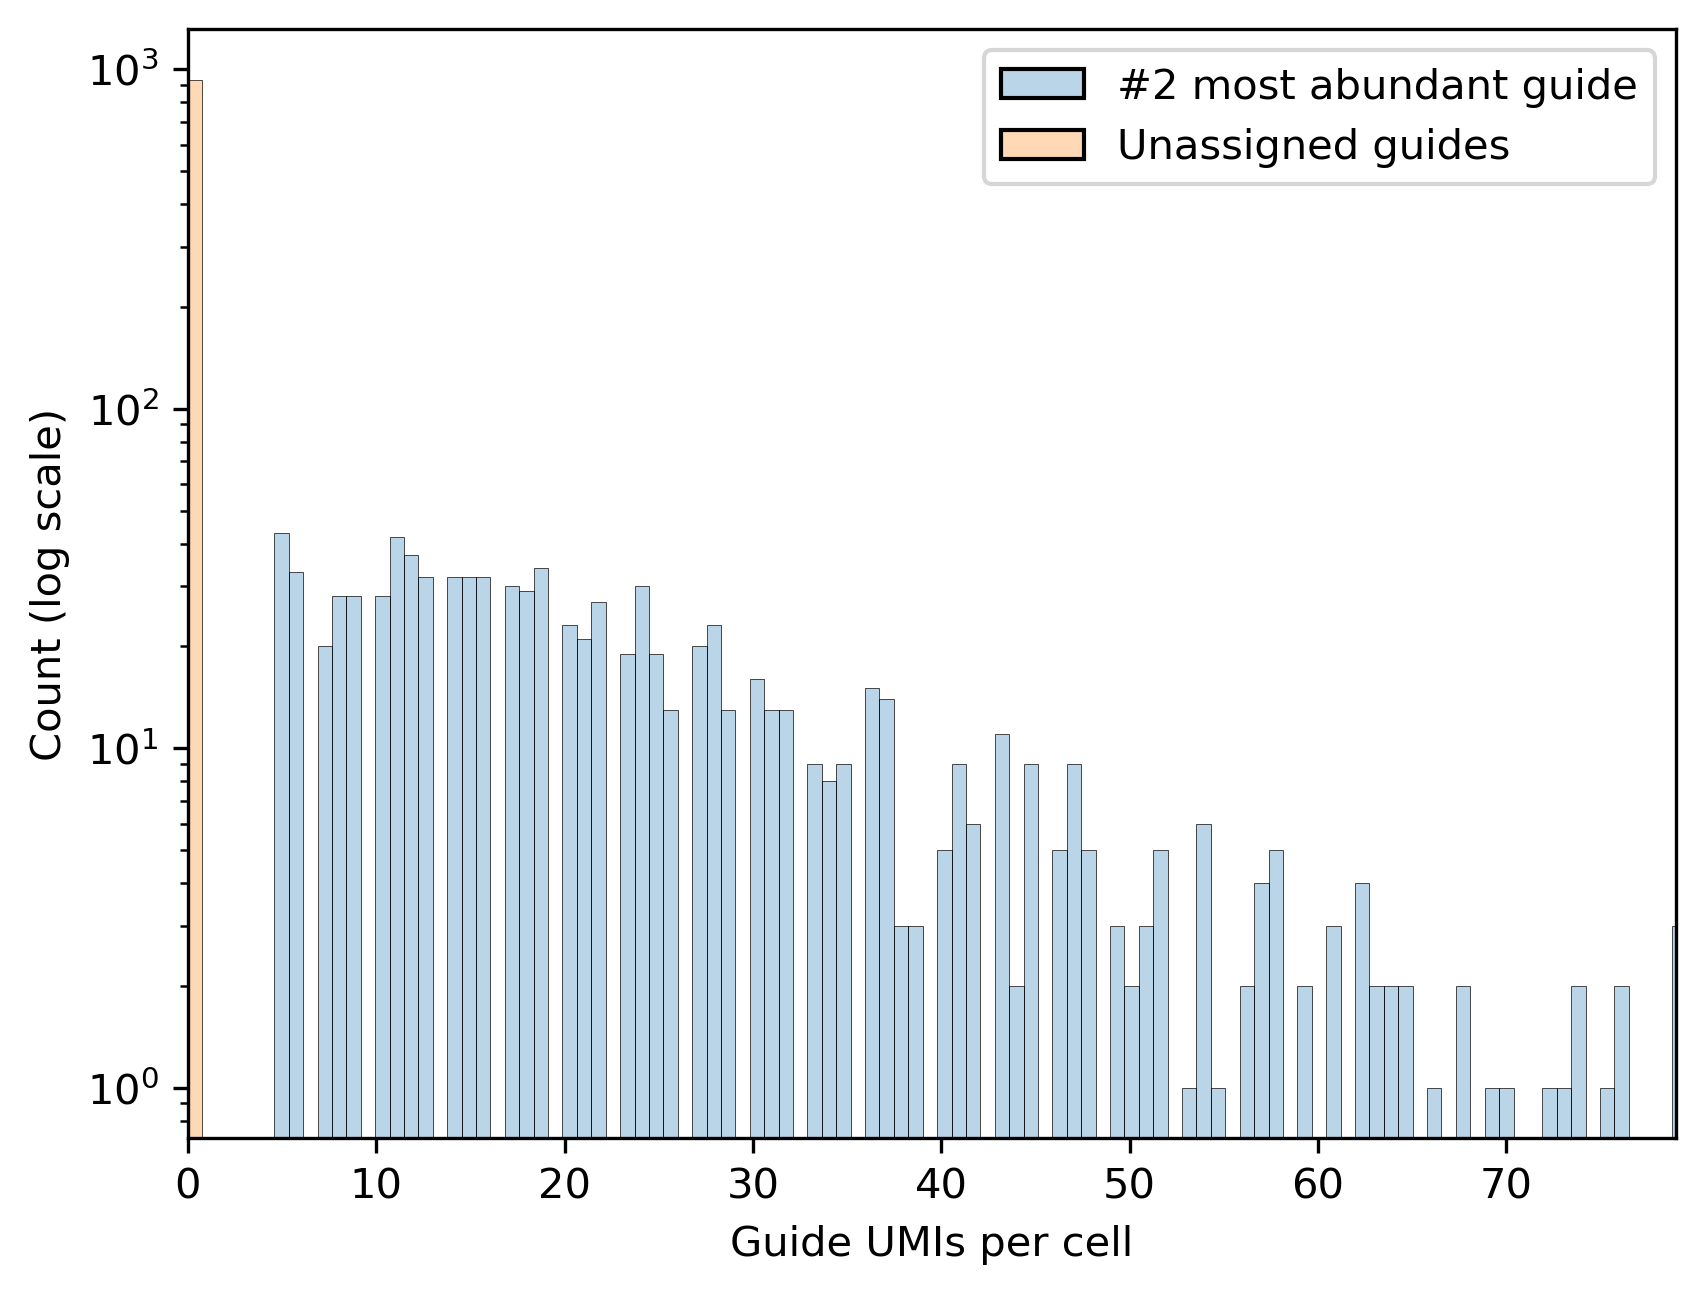 10³
10²
10¹
10⁰
Count (log scale)
#2 most abundant guide
Unassigned guides
0 10 20 30 40 50 60 70
Guide UMIs per cell